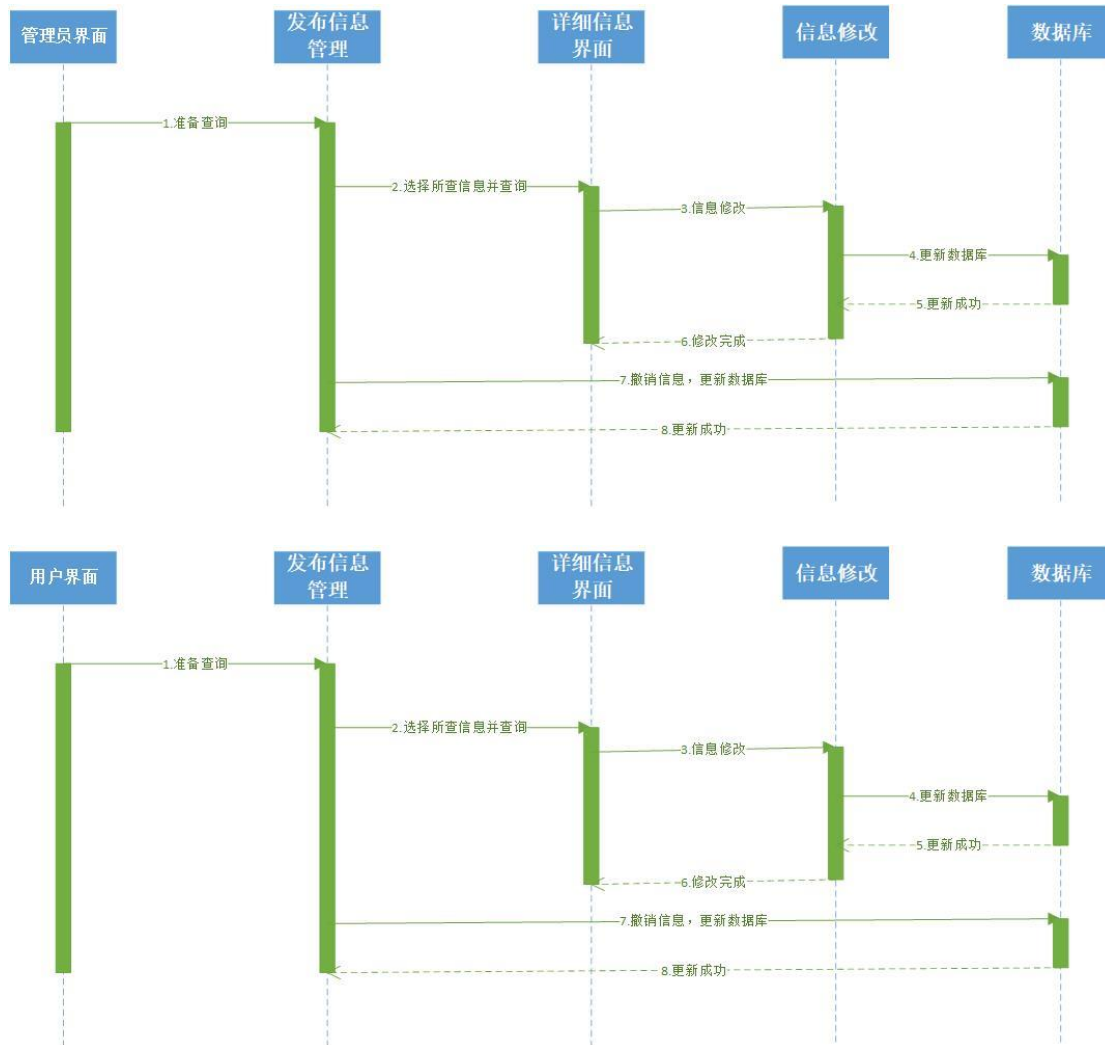 管理员界面
发布信息
管理
详细信息
界面
信息修改
数据库
1.准备查询
2.选择所查信息并查询
3.信息修改
4.更新数据库
5.更新成功
6.修改完成
7.撤销信息，更新数据库
8.更新成功
用户界面
发布信息
管理
详细信息
界面
信息修改
数据库
1.准备查询
2.选择所查信息并查询
3.信息修改
4.更新数据库
5.更新成功
6.修改完成
7.撤销信息，更新数据库
8.更新成功